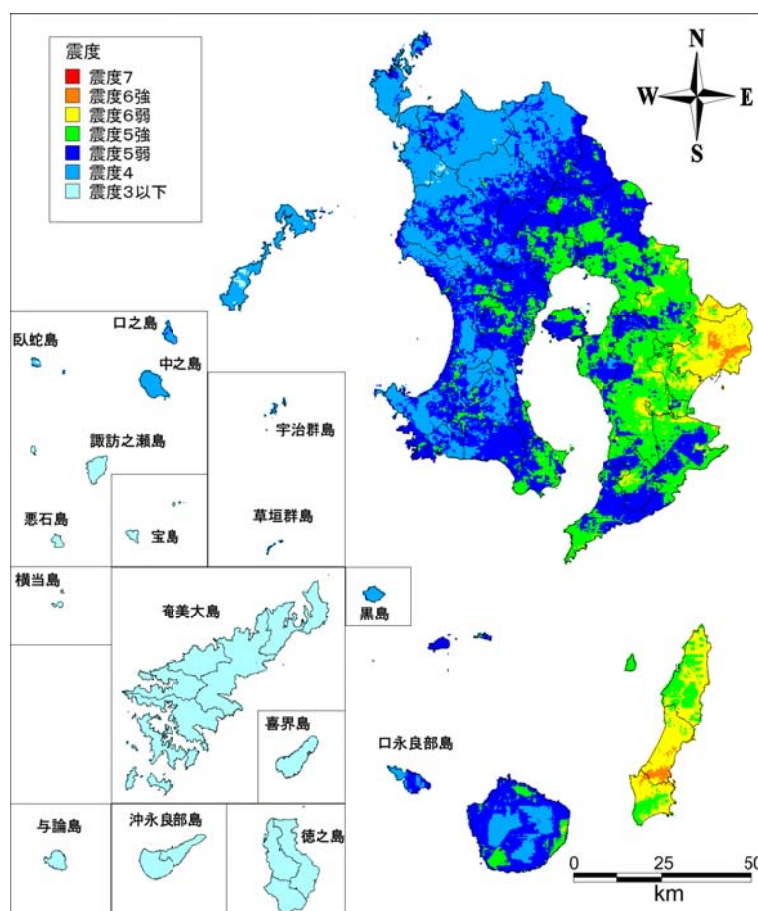 震度
震度7
震度6強
震度6弱
震度5強
震度5弱
震度4
震度3以下
N
W
E
S
口之島
臥蛇島
中之島
宇治群島
諏訪之瀬島
悪石島
宝島
草垣群島
横当島
奄美大島
黒島
喜界島
口永良部島
与論島
沖永良部島
徳之島
0 25 50
km